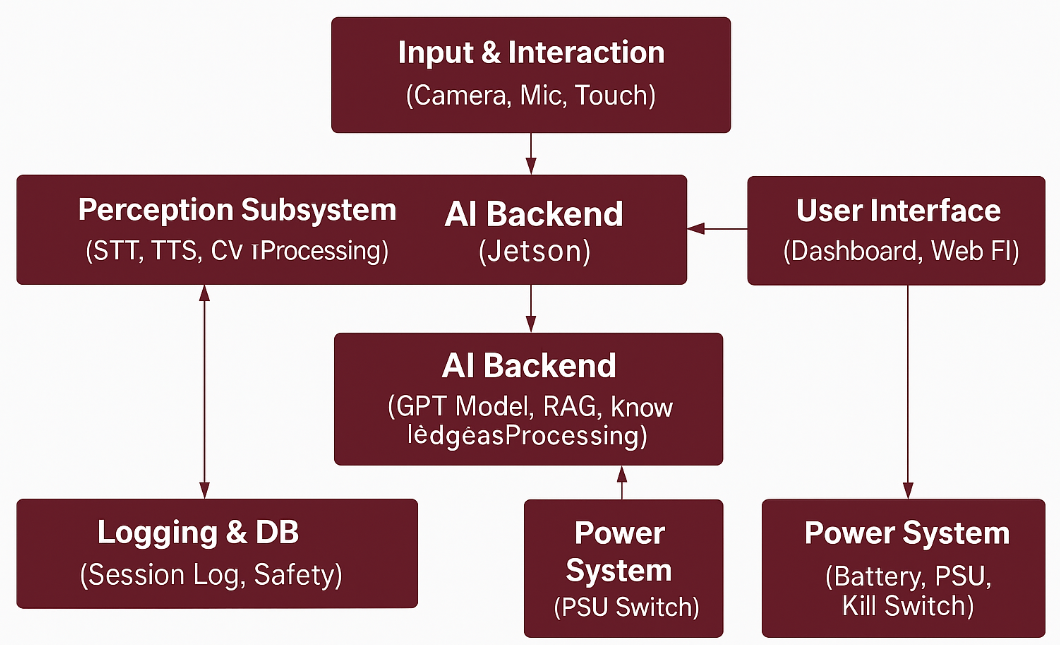 Input & Interaction
(Camera, Mic, Touch)
Perception Subsystem
(STT, TTS, CV Processing)
AI Backend
(Jetson)
User Interface
(Dashboard, Web FI)
AI Backend
(GPT Model, RAG, know
lèdgėasProcessing)
Logging & DB
(Session Log, Safety)
Power
System
(PSU Switch)
Power System
(Battery, PSU,
Kill Switch)